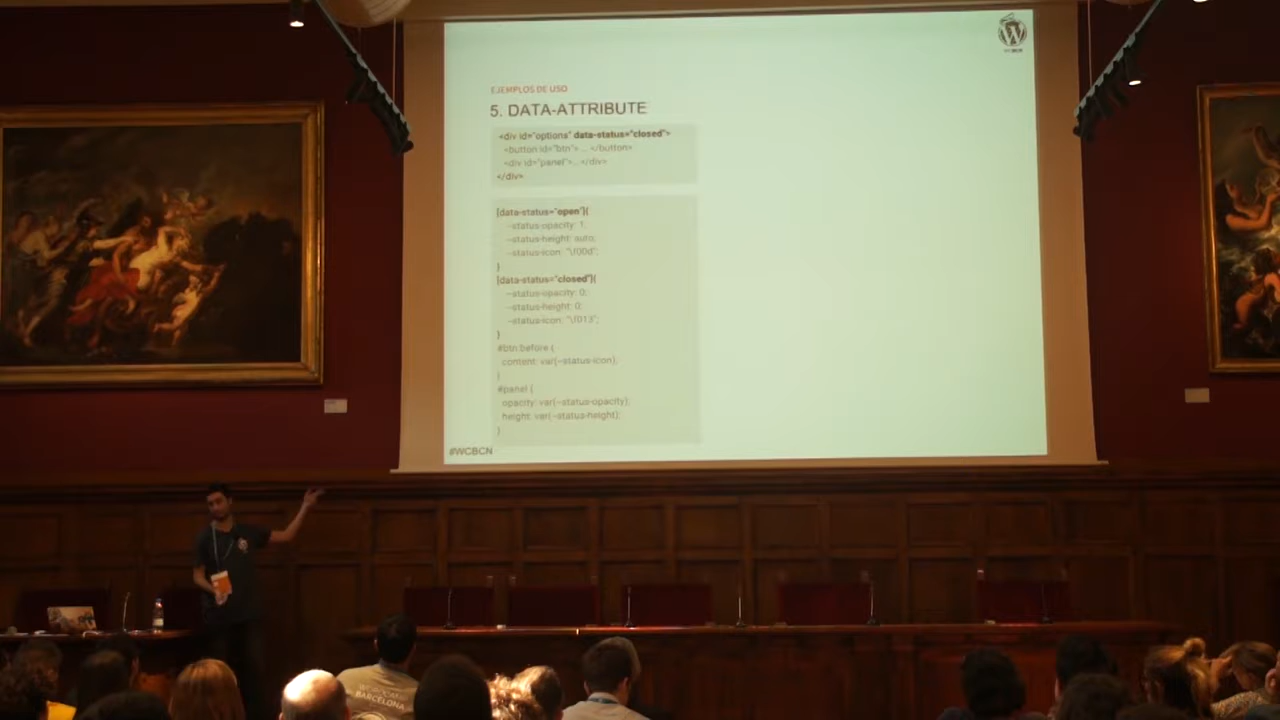 WCBCN
EJEMPLOS DE USO
5. DATA-ATTRIBUTE
<div id="options" data-status="closed">
<button id="btn"> ... </button>
<div id="panel">... </div>
</div>
[data-status="open"]{
--status-opacity: 1;
--status-height: auto;
--status-icon: "\f00d";
}
[data-status="closed"]{
--status-opacity: 0;
--status-height: 0;
--status-icon: "\f013";
}
#btn:before {
content: var(--status-icon);
}
#panel {
opacity: var(--status-opacity);
height: var(--status-height);
}
#WCBCN
WORDCAMP
BARCELONA